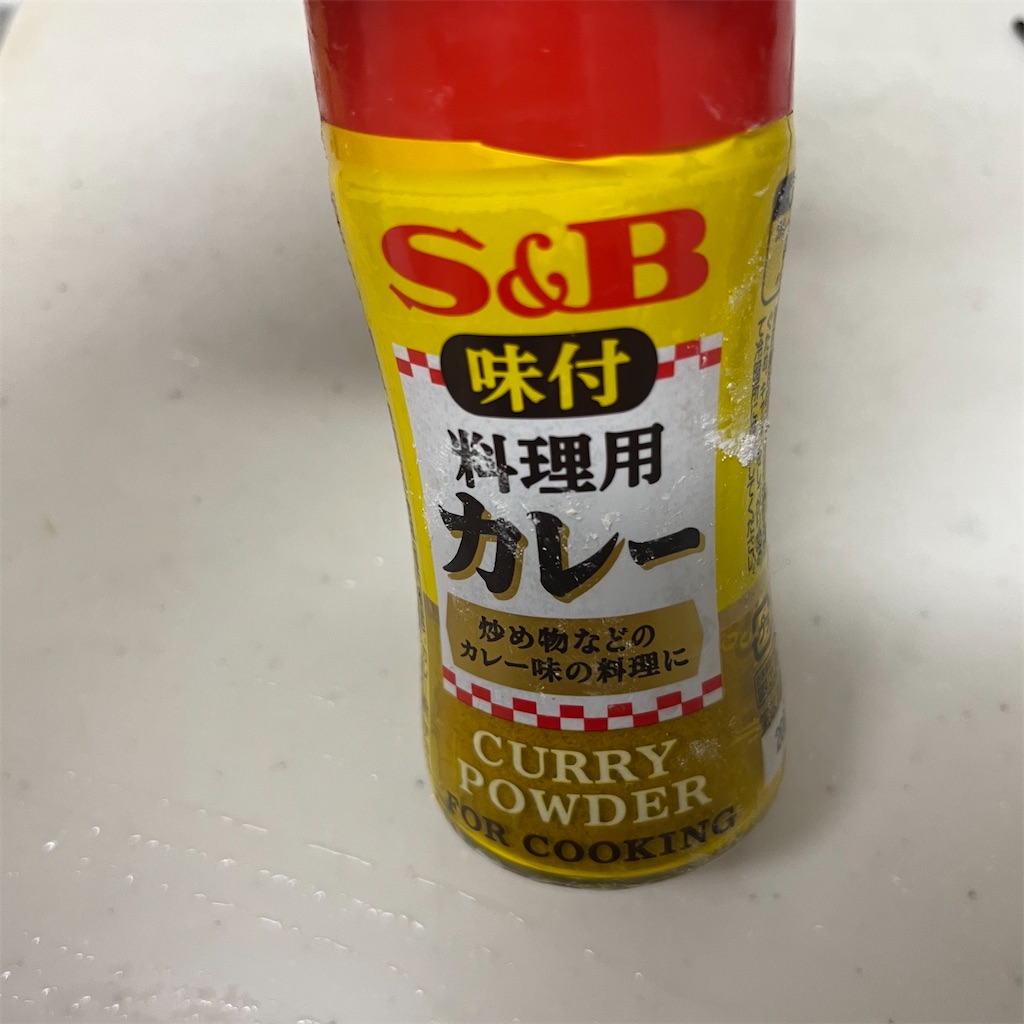 S&B
味付
料理用
カレー
炒め物などの
カレー味の料理に
CURRY
POWDER
FOR COOKING